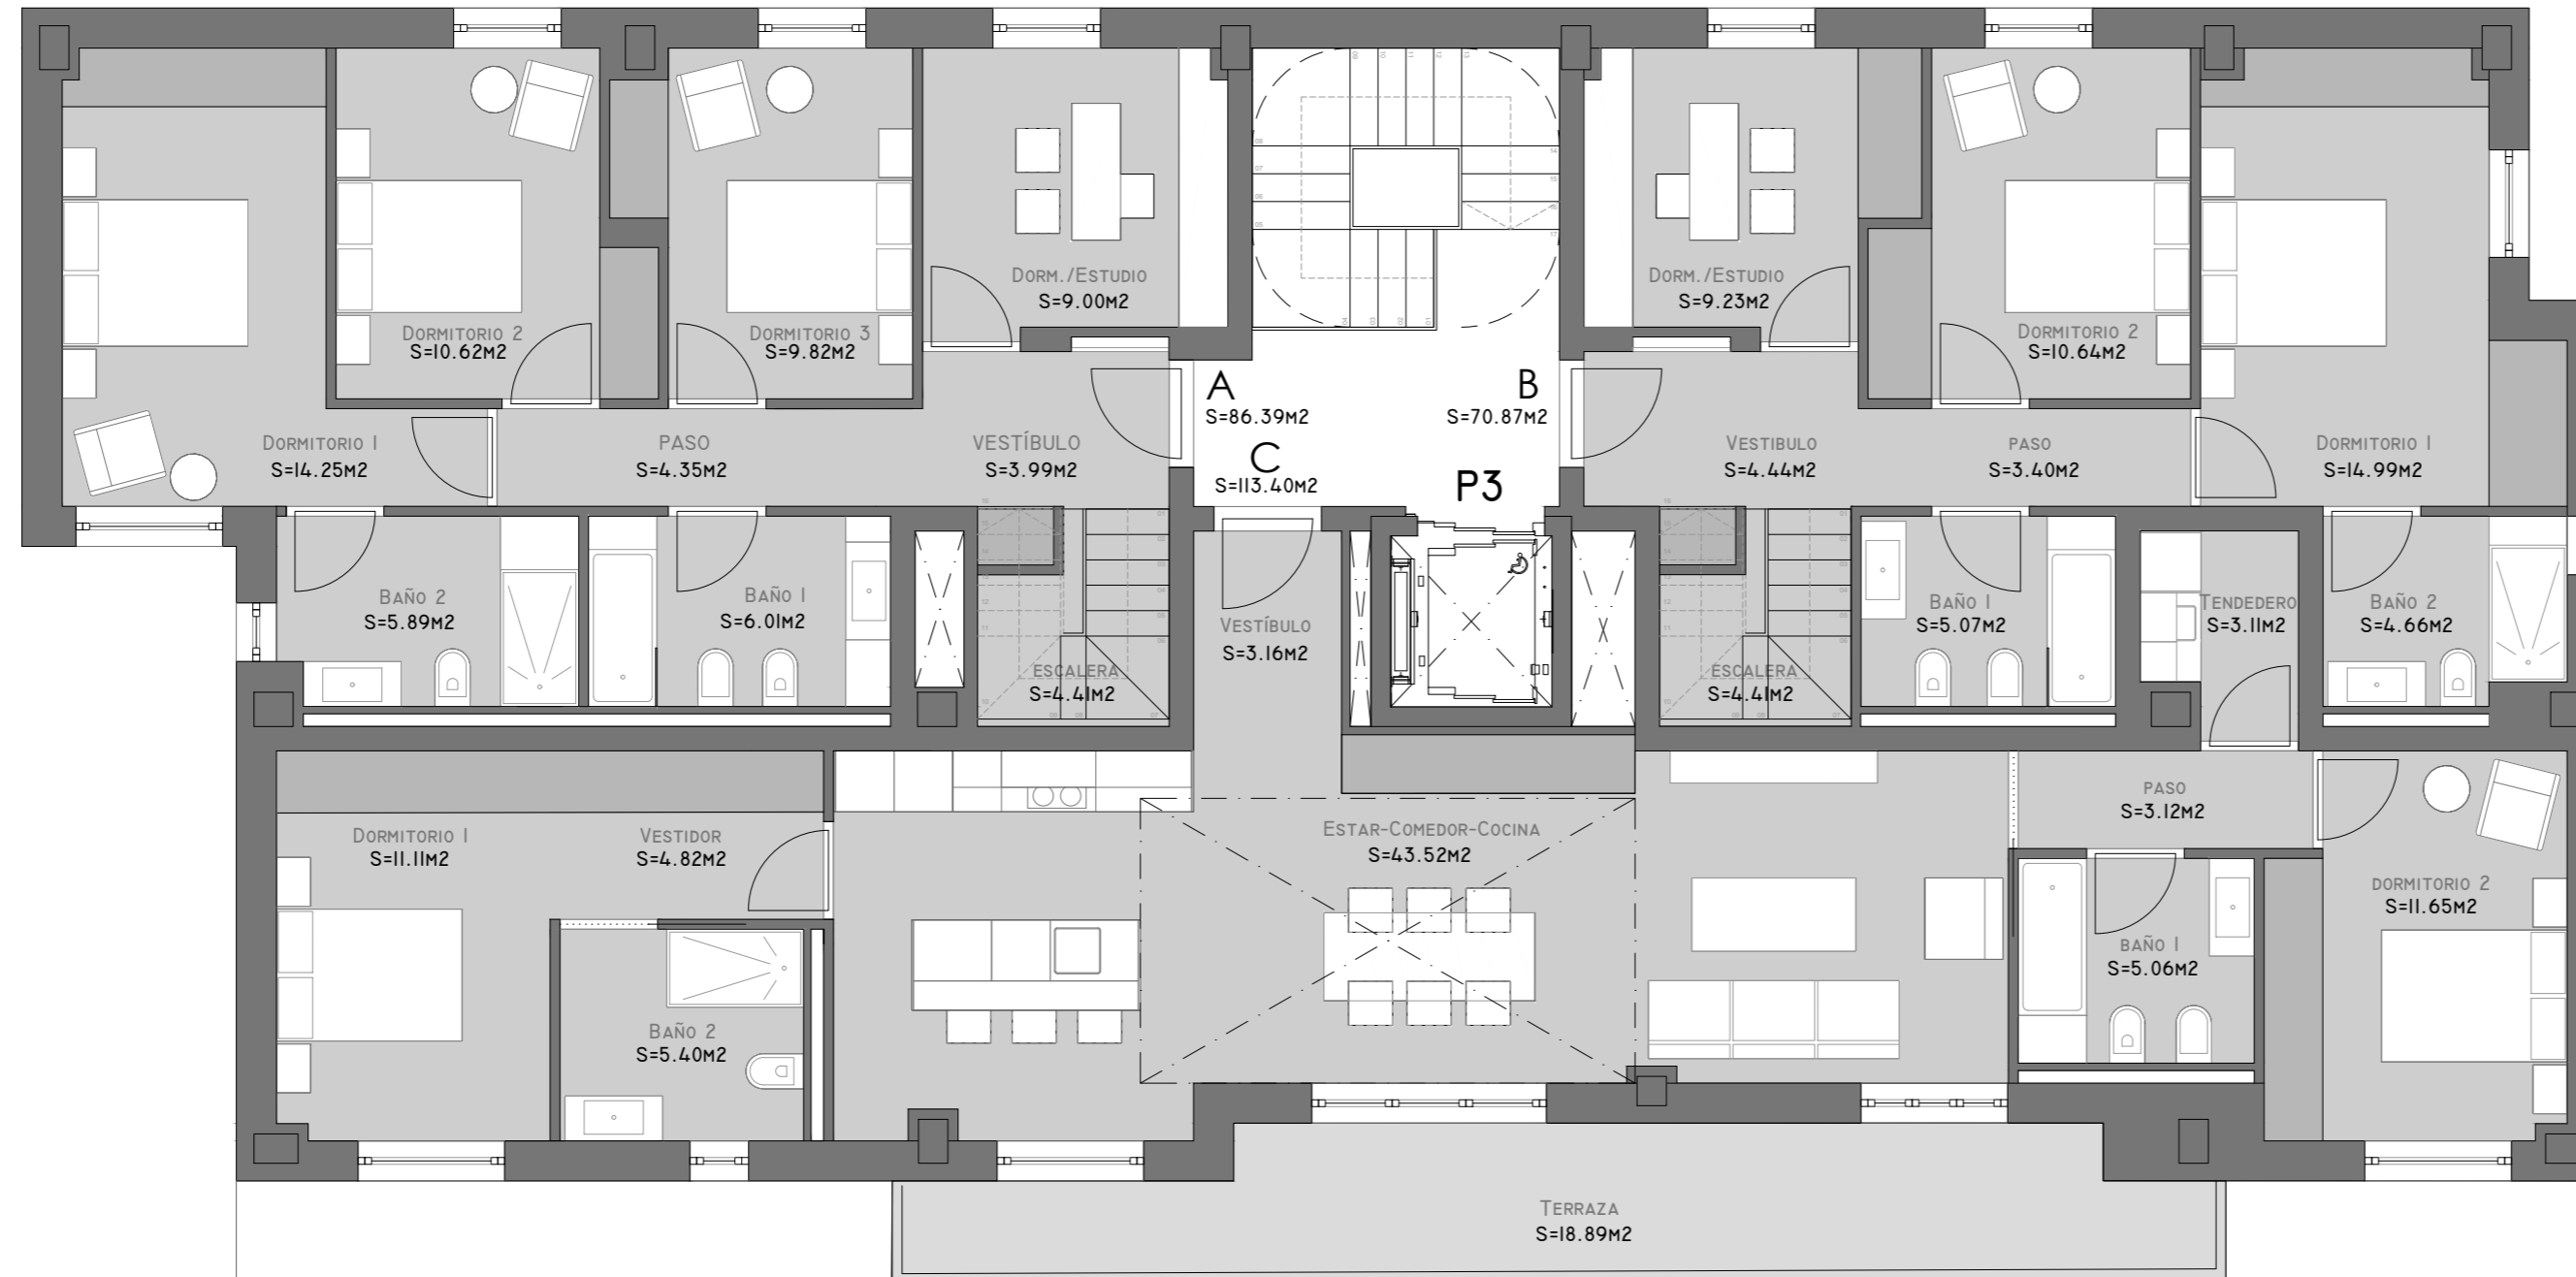 Dorm./Estudio
S=9.00m2
Dorm./Estudio
S=9.23m2
Dormitorio 2
S=10.62m2
Dormitorio 3
S=9.82m2
Dormitorio 2
S=10.64m2
A
S=86.39m2
B
S=70.87m2
C
S=113.40m2
P3
Dormitorio 1
S=14.25m2
PASO
S=4.35m2
VESTÍBULO
S=3.99m2
Vestibulo
S=4.44m2
PASO
S=3.40m2
Dormitorio 1
S=14.99m2
Baño 2
S=5.89m2
Baño 1
S=6.01m2
ESCALERA
S=4.41m2
Vestíbulo
S=3.16m2
ESCALERA
S=4.41m2
Baño 1
S=5.07m2
Tendedero
S=3.11m2
Baño 2
S=4.66m2
Dormitorio 1
S=11.11m2
Vestidor
S=4.82m2
Estar-Comedor-Cocina
S=43.52m2
PASO
S=3.12m2
DORMITORIO 2
S=11.65m2
Baño 2
S=5.40m2
BAÑO 1
S=5.06m2
Terraza
S=18.89m2